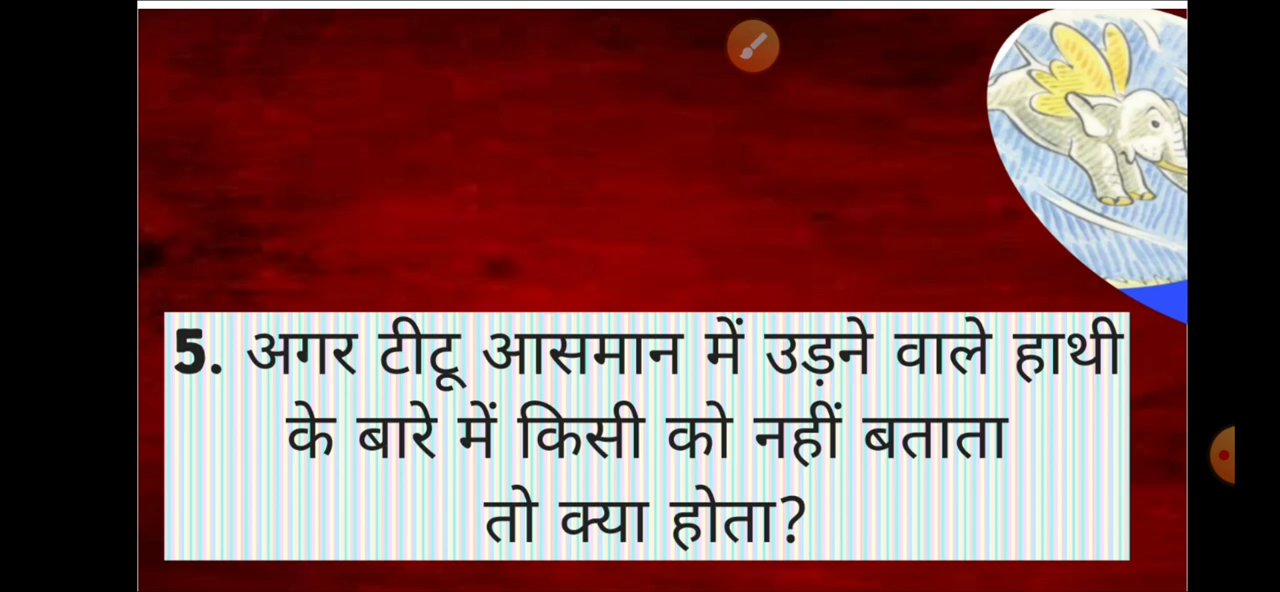 5. अगर टीटू आसमान में उड़ने वाले हाथी
के बारे में किसी को नहीं बताता
तो क्या होता?